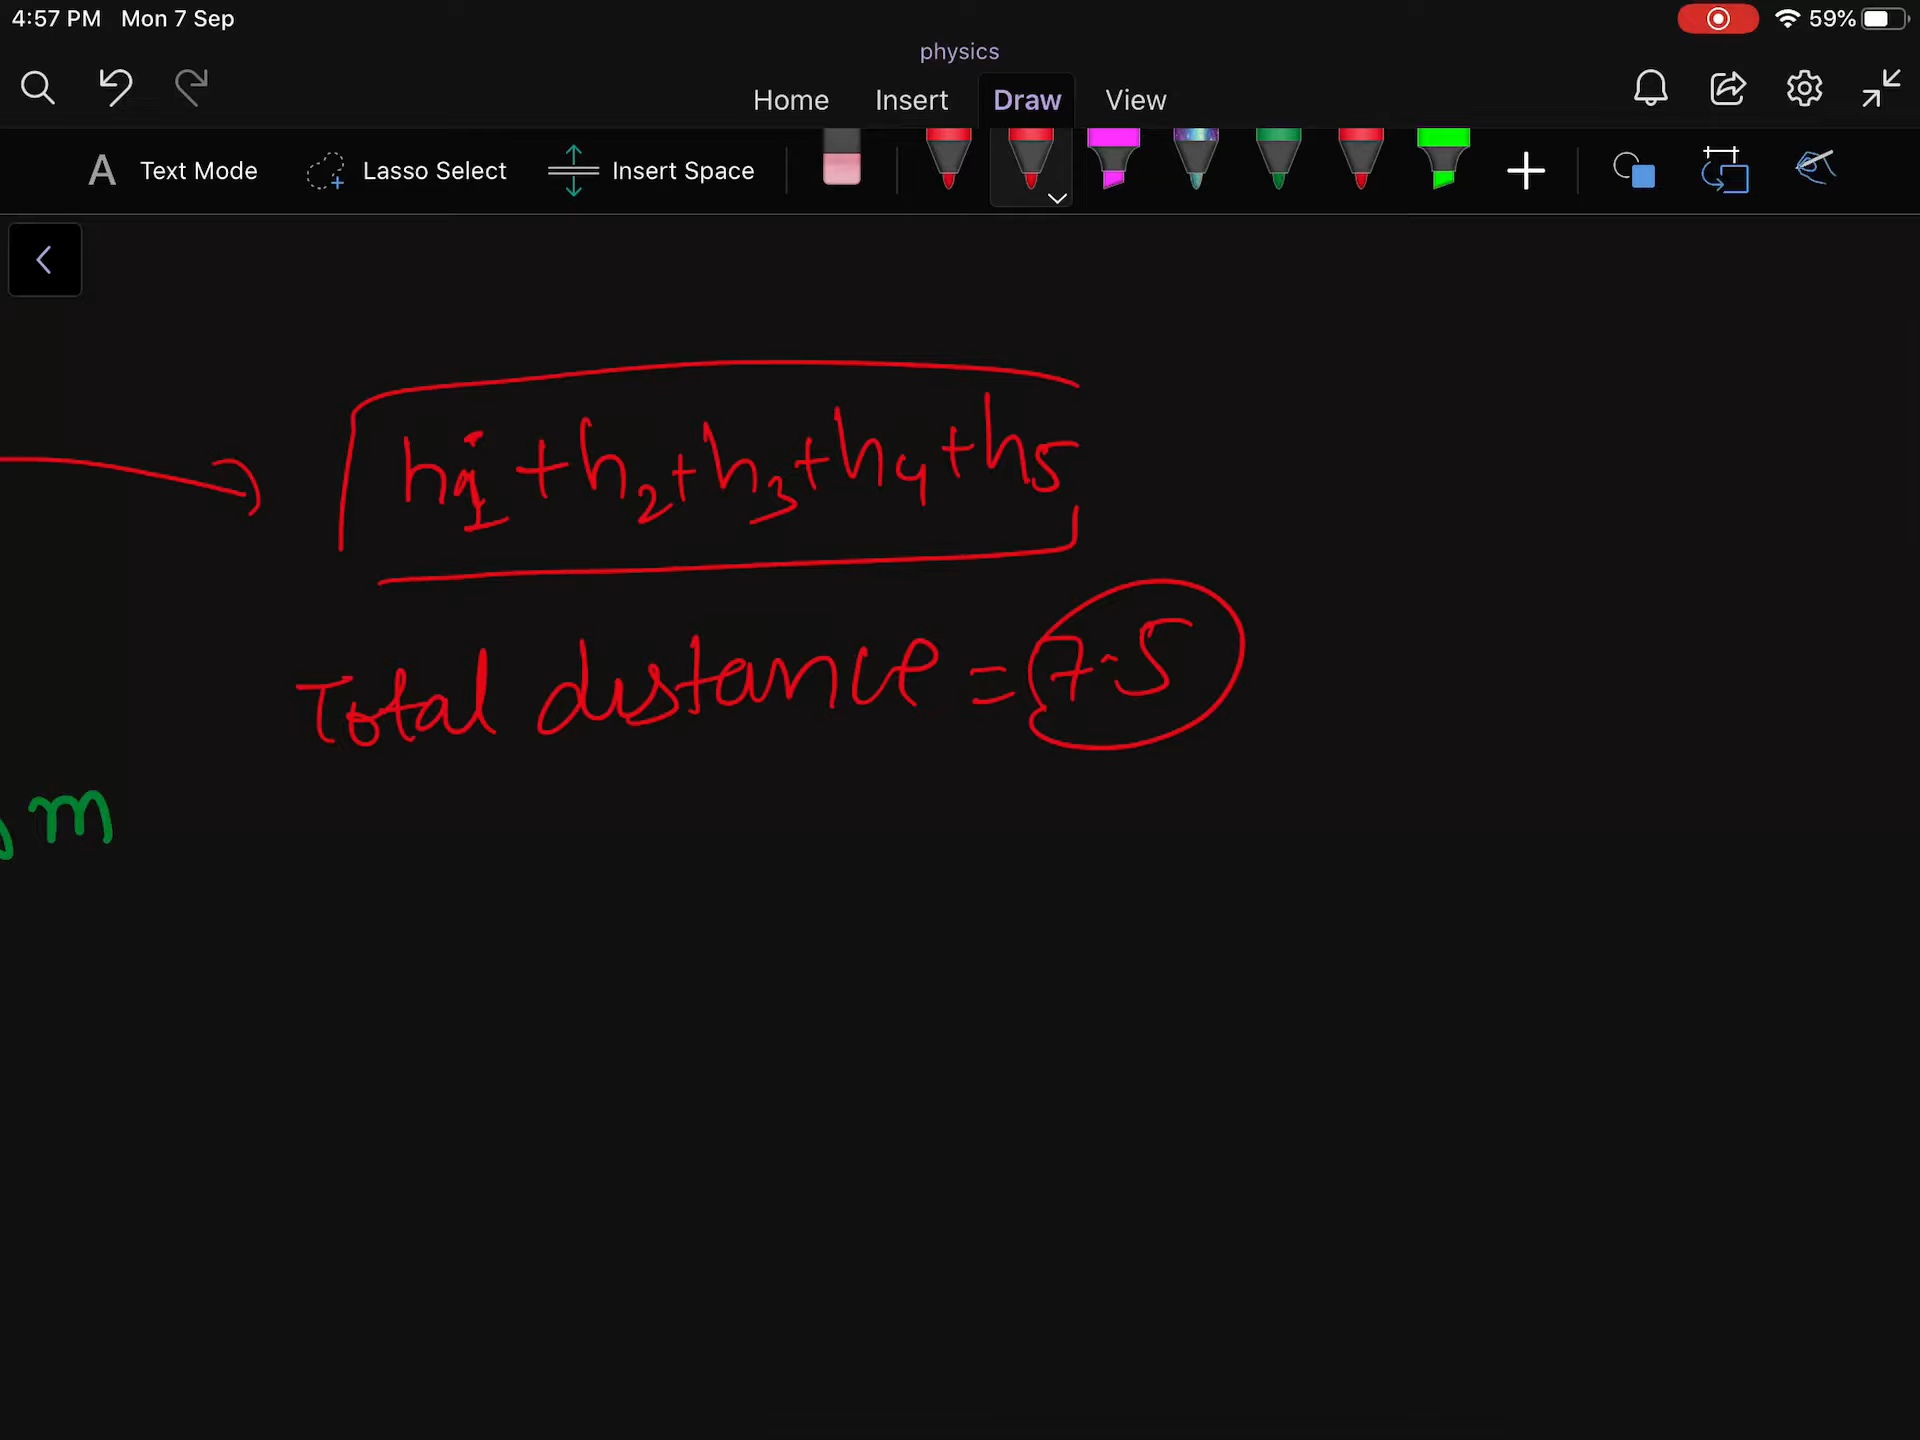 4:57 PM Mon 7 Sep
59%
physics
Home Insert Draw View
A Text Mode Lasso Select Insert Space
h1 + h2 + h3 + h4 + h5
Total distance = 7.5
m